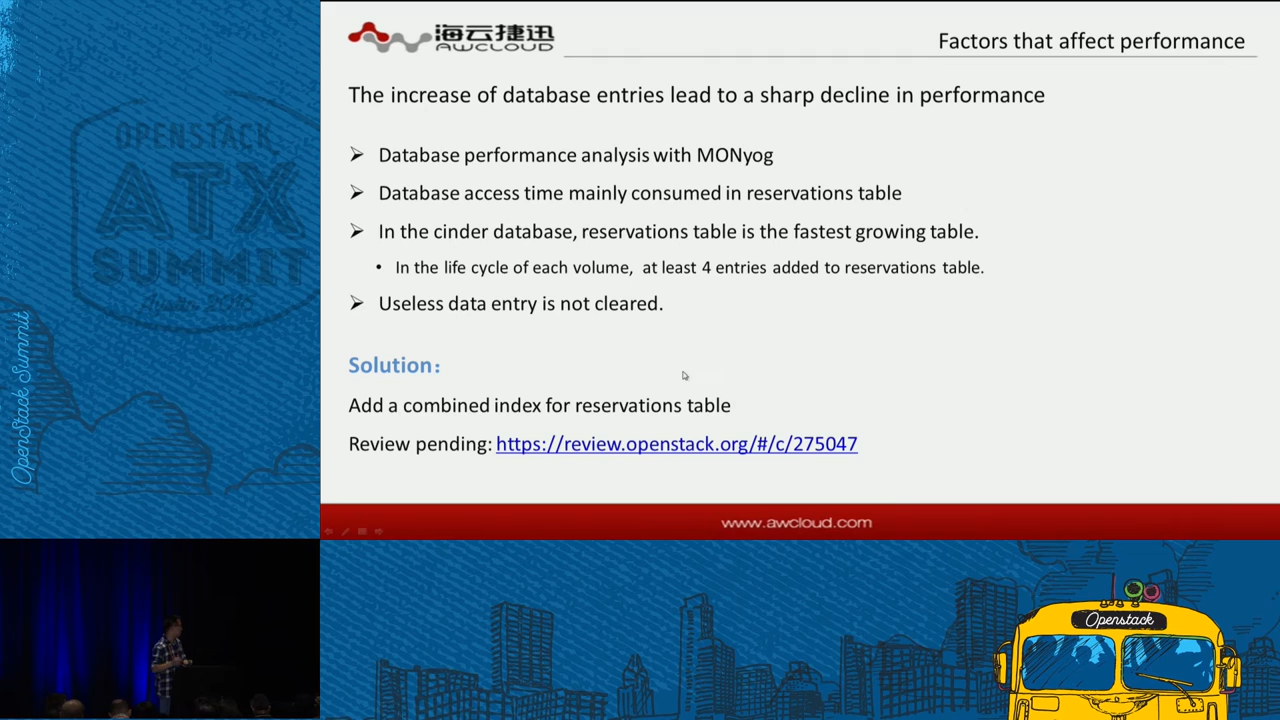 OPENSTACK
ATX
SUMMIT
Austin 2016
OpenStack Summit
海云捷迅
AWCLOUD
Factors that affect performance
The increase of database entries lead to a sharp decline in performance
➢ Database performance analysis with MONyog
➢ Database access time mainly consumed in reservations table
➢ In the cinder database, reservations table is the fastest growing table.
• In the life cycle of each volume, at least 4 entries added to reservations table.
➢ Useless data entry is not cleared.
Solution：
Add a combined index for reservations table
Review pending: https://review.openstack.org/#/c/275047
www.awcloud.com
Openstack